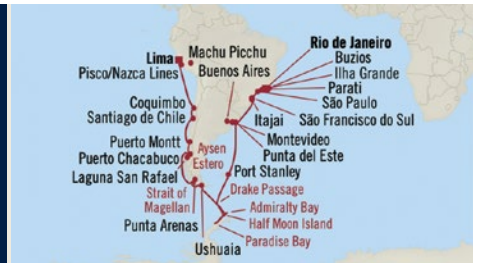 Rio de Janeiro
Lima
Machu Picchu
Buzios
Pisco/Nazca Lines
Buenos Aires
Ilha Grande
Parati
Coquimbo
São Paulo
Santiago de Chile
Itajai
São Francisco do Sul
Puerto Montt
Montevideo
Aysen
Estero
Puerto Chacabuco
Punta del Este
Laguna San Rafael
Port Stanley
Strait of
Magellan
Drake Passage
Admiralty Bay
Punta Arenas
Half Moon Island
Ushuaia
Paradise Bay